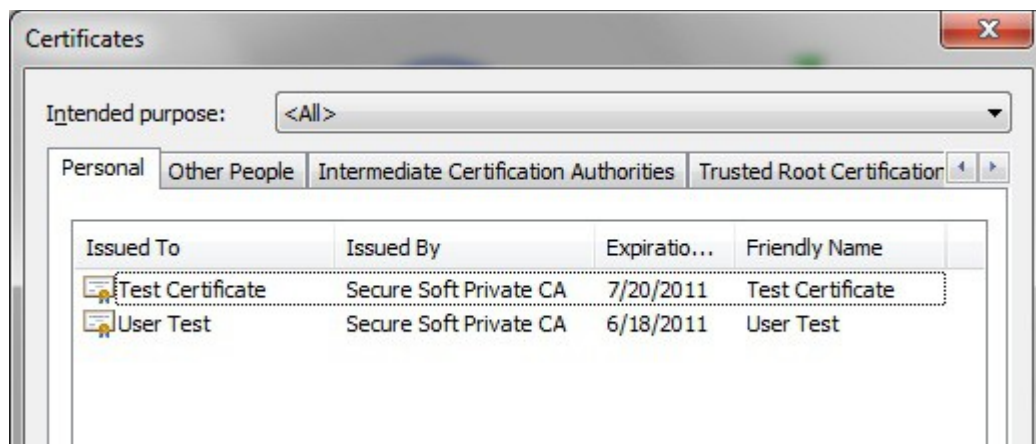 Certificates
Intended purpose: <All>
Personal Other People Intermediate Certification Authorities Trusted Root Certification
Issued To Issued By Expiratio... Friendly Name
Test Certificate Secure Soft Private CA 7/20/2011 Test Certificate
User Test Secure Soft Private CA 6/18/2011 User Test